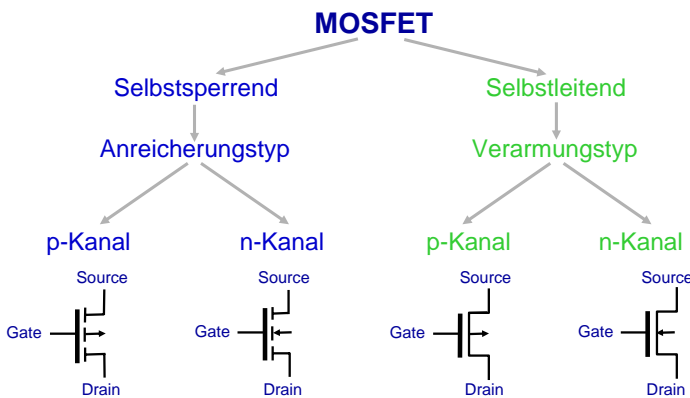 MOSFET
Selbstsperrend
Selbstleitend
Anreicherungstyp
Verarmungstyp
p-Kanal
n-Kanal
p-Kanal
n-Kanal
Source
Source
Source
Source
Gate
Gate
Gate
Gate
Drain
Drain
Drain
Drain